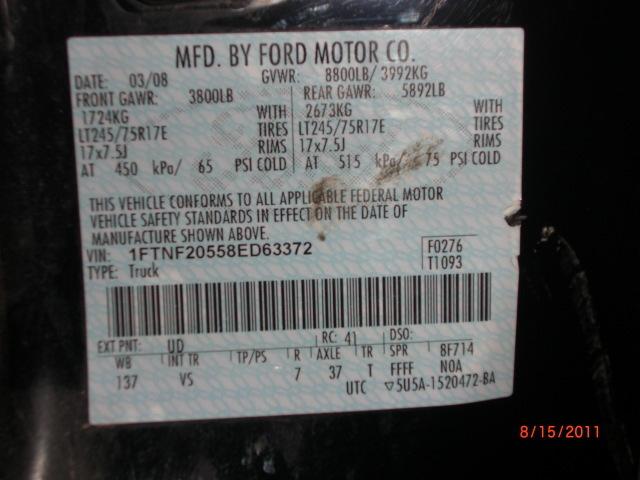 MFD. BY FORD MOTOR CO.
DATE: 03/08 GVWR: 8800LB/ 3992KG
FRONT GAWR: 3800LB REAR GAWR: 5892LB
1724KG WITH 2673KG WITH
LT245/75R17E TIRES LT245/75R17E TIRES
17x7.5J RIMS 17x7.5J RIMS
AT 450 kPa/ 65 PSI COLD AT 515 kPa/ 75 PSI COLD
THIS VEHICLE CONFORMS TO ALL APPLICABLE FEDERAL MOTOR
VEHICLE SAFETY STANDARDS IN EFFECT ON THE DATE OF
MANUFACTURE SHOWN ABOVE.
VIN: 1FTNF20558ED63372 F0276
TYPE: Truck T1093
EXT PNT: UD RC: 41 DSO:
WB INT TR TP/PS R AXLE TR SPR 8F714
137 VS 7 37 T FFFF NOA
UTC ▽5U5A-1520472-BA
8/15/2011